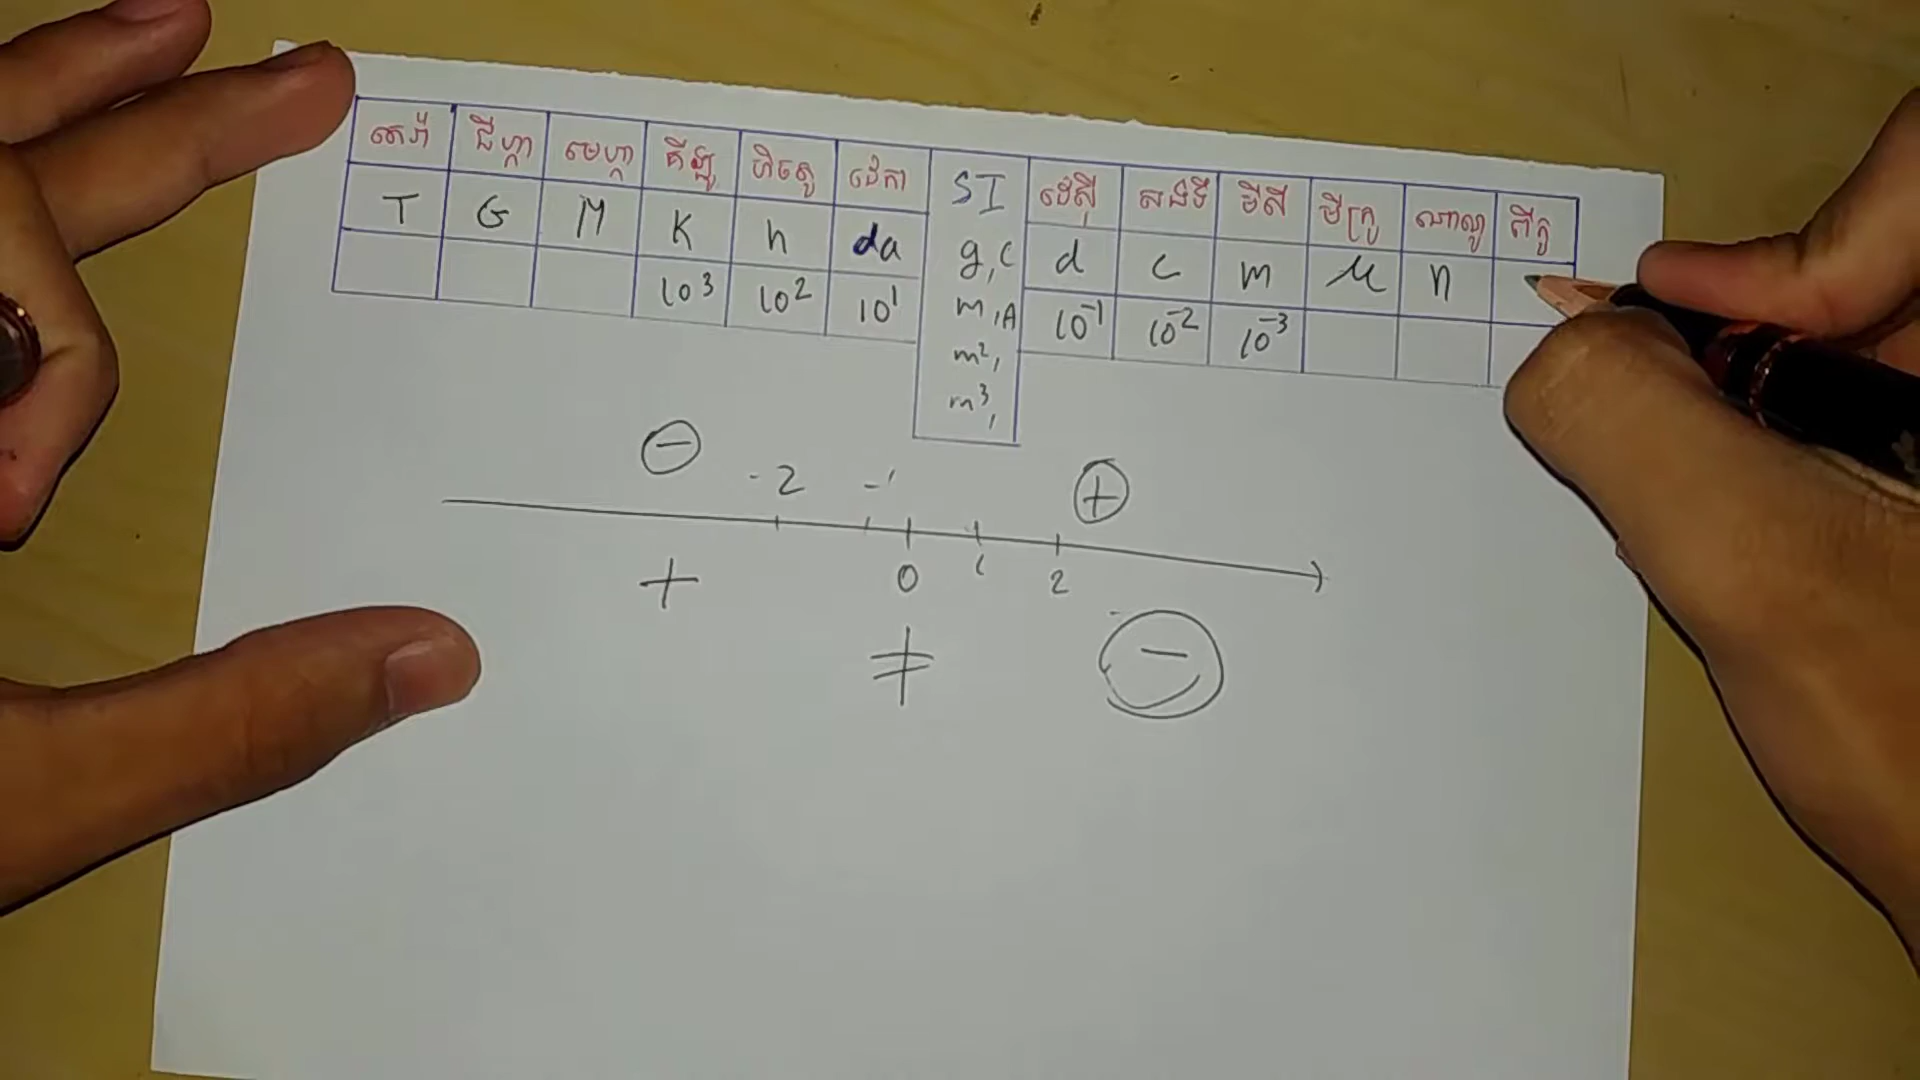 តេរ៉ា ជីហ្គា មេហ្គា គីឡូ ហិចតូ ដេកា SI ដេស៊ី សង់ទី មីលី មីក្រូ ណាណូ ពីកូ
T G M K h da g,C d c m μ n
10³ 10² 10¹ m,A 10⁻¹ 10⁻² 10⁻³
m²,
m³,
⊖ -2 -1 ⊕
+ 0 1 2
≠ ⊖